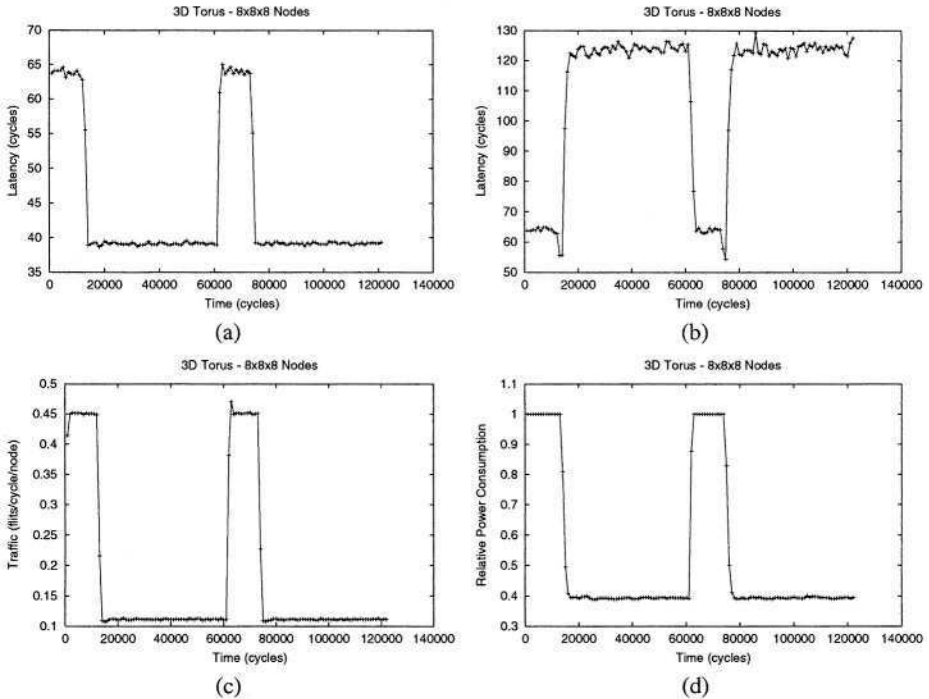 3D Torus - 8x8x8 Nodes
70
65
60
55
50
45
40
35
Latency (cycles)
0 20000 40000 60000 80000 100000 120000 140000
Time (cycles)
(a)
3D Torus - 8x8x8 Nodes
130
120
110
100
90
80
70
60
50
Latency (cycles)
0 20000 40000 60000 80000 100000 120000 140000
Time (cycles)
(b)
3D Torus - 8x8x8 Nodes
0.5
0.45
0.4
0.35
0.3
0.25
0.2
0.15
0.1
Traffic (flits/cycle/node)
0 20000 40000 60000 80000 100000 120000 140000
Time (cycles)
(c)
3D Torus - 8x8x8 Nodes
1.1
1
0.9
0.8
0.7
0.6
0.5
0.4
0.3
Relative Power Consumption
0 20000 40000 60000 80000 100000 120000 140000
Time (cycles)
(d)